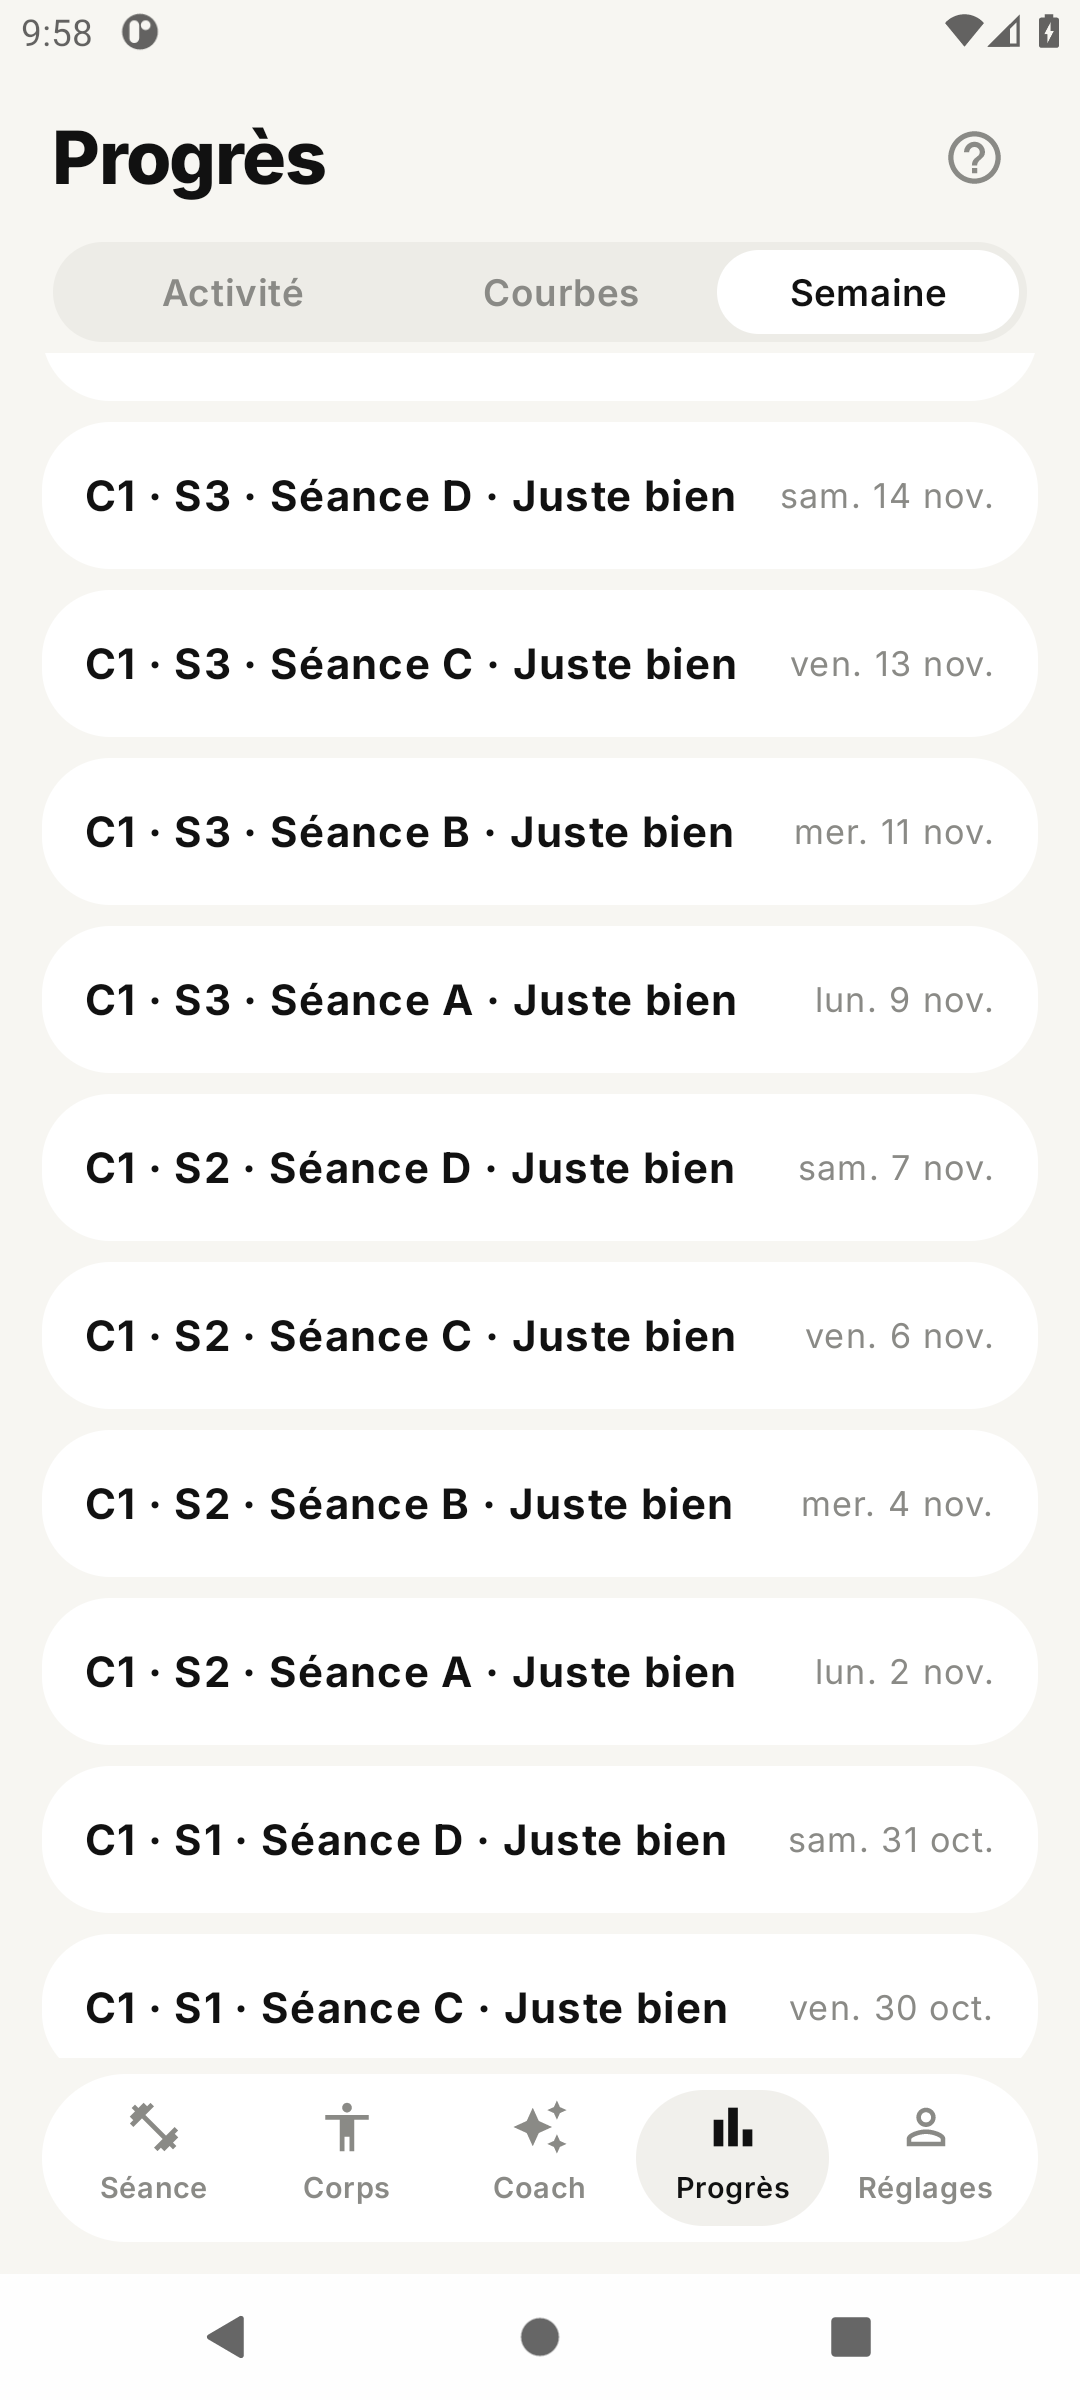 9:58
Progrès
Activité Courbes Semaine
C1 · S3 · Séance D · Juste bien sam. 14 nov.
C1 · S3 · Séance C · Juste bien ven. 13 nov.
C1 · S3 · Séance B · Juste bien mer. 11 nov.
C1 · S3 · Séance A · Juste bien lun. 9 nov.
C1 · S2 · Séance D · Juste bien sam. 7 nov.
C1 · S2 · Séance C · Juste bien ven. 6 nov.
C1 · S2 · Séance B · Juste bien mer. 4 nov.
C1 · S2 · Séance A · Juste bien lun. 2 nov.
C1 · S1 · Séance D · Juste bien sam. 31 oct.
C1 · S1 · Séance C · Juste bien ven. 30 oct.
Séance Corps Coach Progrès Réglages